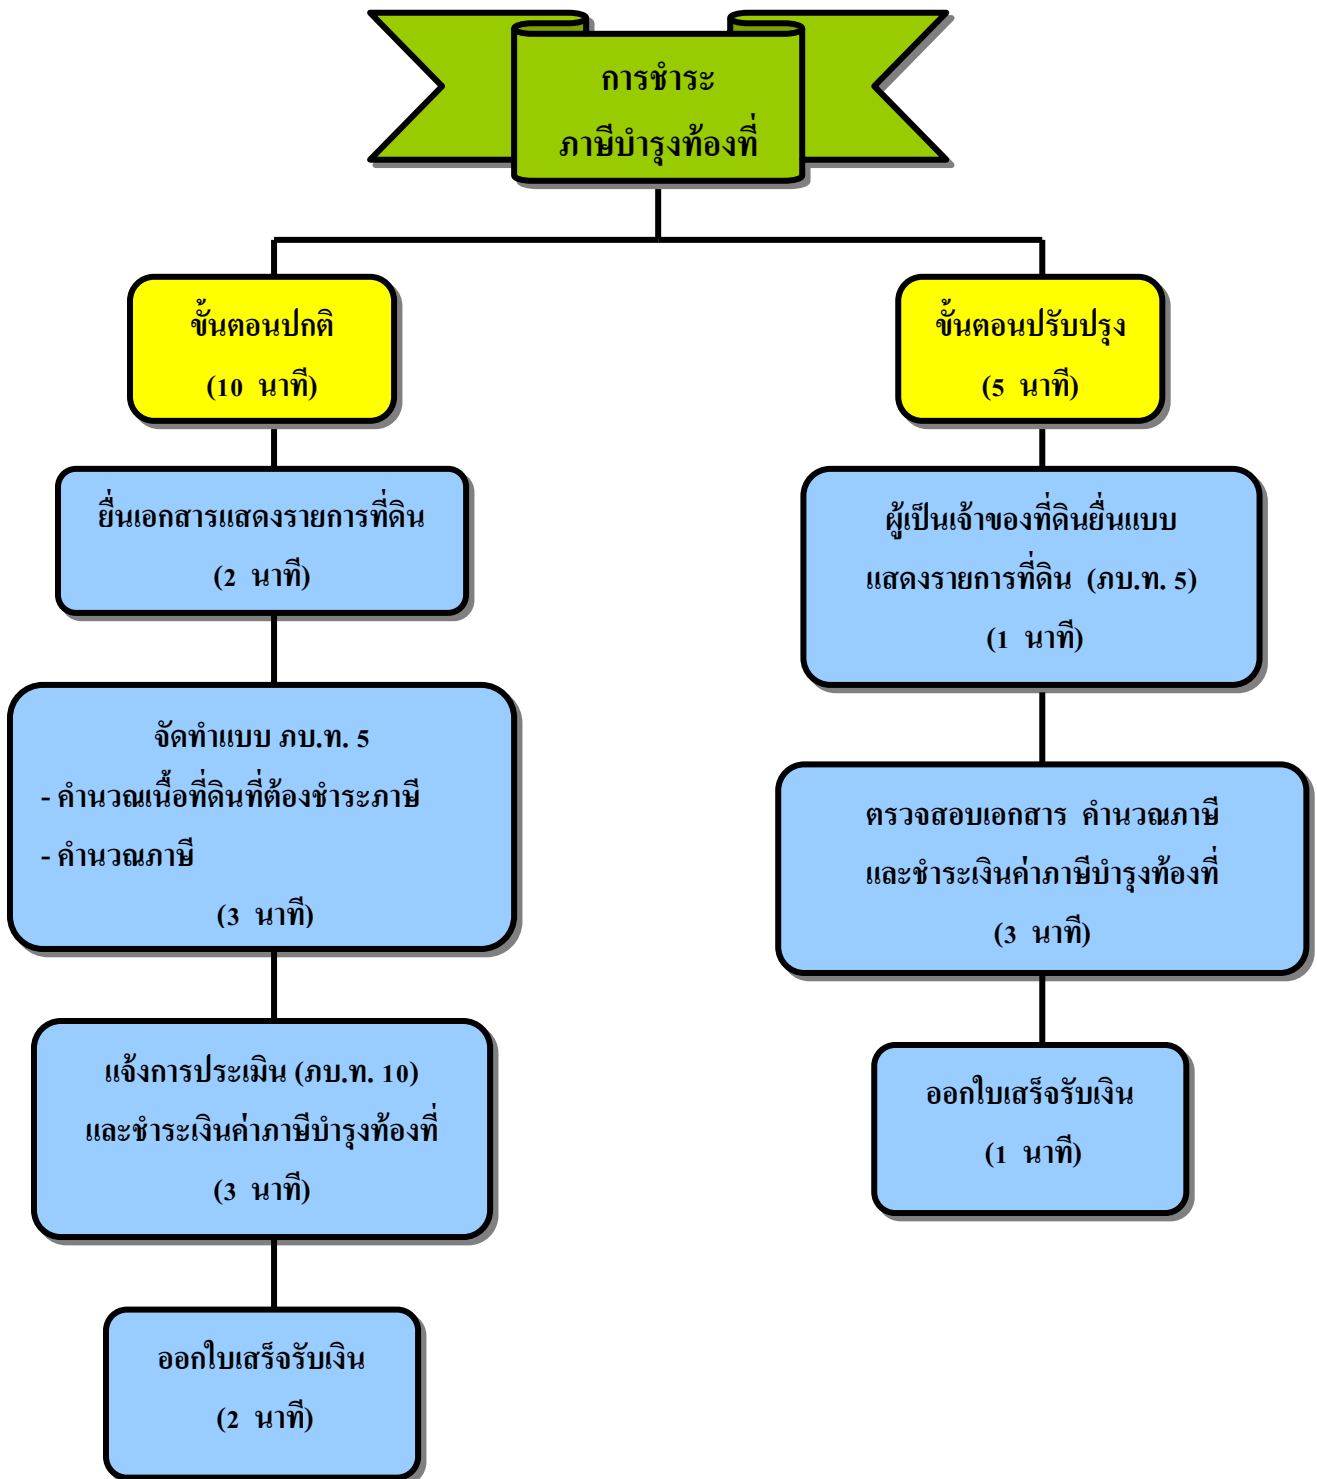 การชำระ
ภาษีบำรุงท้องที่
ขั้นตอนปกติ
(10 นาที)
ยื่นเอกสารแสดงรายการที่ดิน
(2 นาที)
จัดทำแบบ ภบ.ท. 5
- คำนวณเนื้อที่ดินที่ต้องชำระภาษี
- คำนวณภาษี
(3 นาที)
แจ้งการประเมิน (ภบ.ท. 10)
และชำระเงินค่าภาษีบำรุงท้องที่
(3 นาที)
ออกใบเสร็จรับเงิน
(2 นาที)
ขั้นตอนปรับปรุง
(5 นาที)
ผู้เป็นเจ้าของที่ดินยื่นแบบ
แสดงรายการที่ดิน (ภบ.ท. 5)
(1 นาที)
ตรวจสอบเอกสาร คำนวณภาษี
และชำระเงินค่าภาษีบำรุงท้องที่
(3 นาที)
ออกใบเสร็จรับเงิน
(1 นาที)